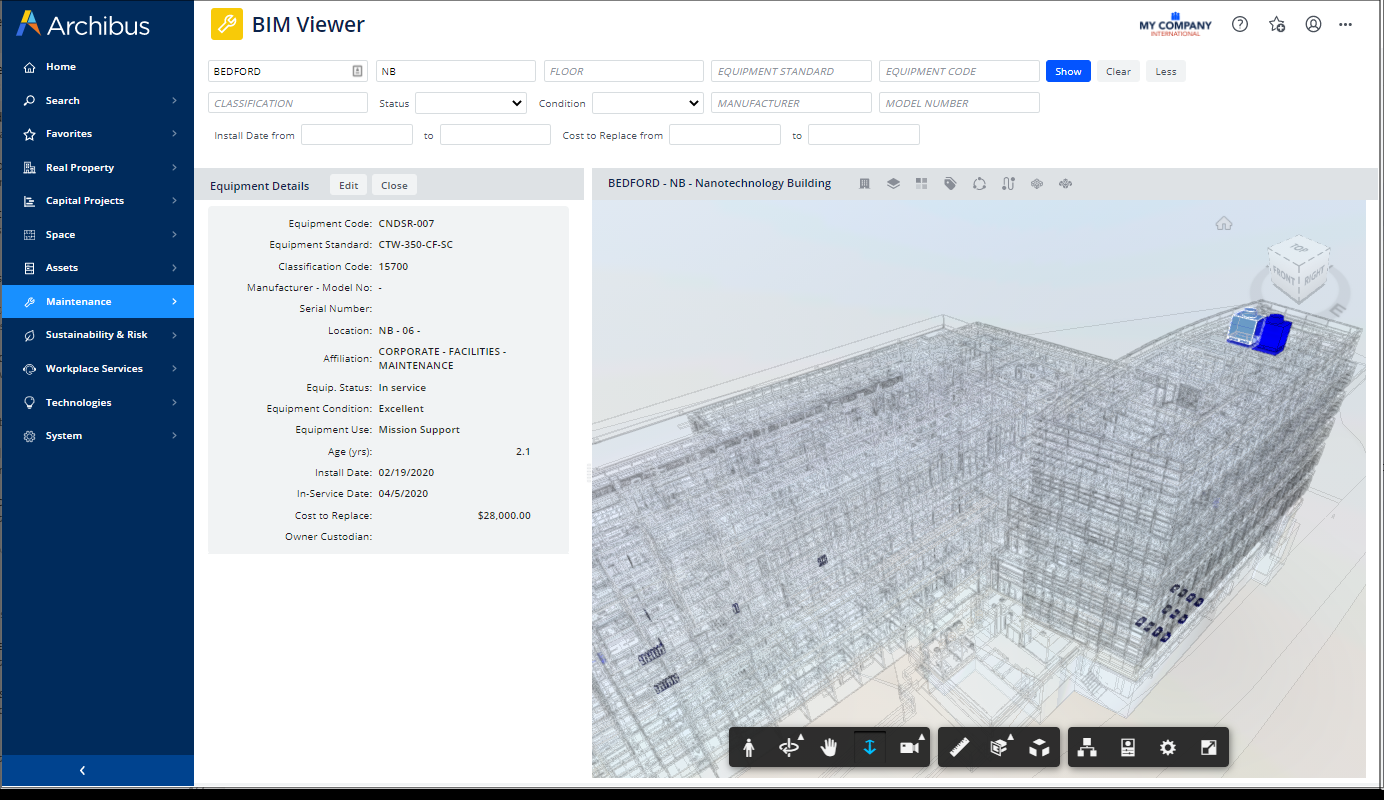 Archibus
BIM Viewer
MY COMPANY
INTERNATIONAL
Home
Search
Favorites
Real Property
Capital Projects
Space
Assets
Maintenance
Sustainability & Risk
Workplace Services
Technologies
System
BEDFORD NB FLOOR EQUIPMENT STANDARD EQUIPMENT CODE Show Clear Less
CLASSIFICATION Status Condition MANUFACTURER MODEL NUMBER
Install Date from to Cost to Replace from to
Equipment Details Edit Close
Equipment Code: CNDSR-007
Equipment Standard: CTW-350-CF-SC
Classification Code: 15700
Manufacturer - Model No: -
Serial Number:
Location: NB - 06 -
Affiliation: CORPORATE - FACILITIES -
MAINTENANCE
Equip. Status: In service
Equipment Condition: Excellent
Equipment Use: Mission Support
Age (yrs): 2.1
Install Date: 02/19/2020
In-Service Date: 04/5/2020
Cost to Replace: $28,000.00
Owner Custodian:
BEDFORD - NB - Nanotechnology Building
TOP
FRONT RIGHT
E